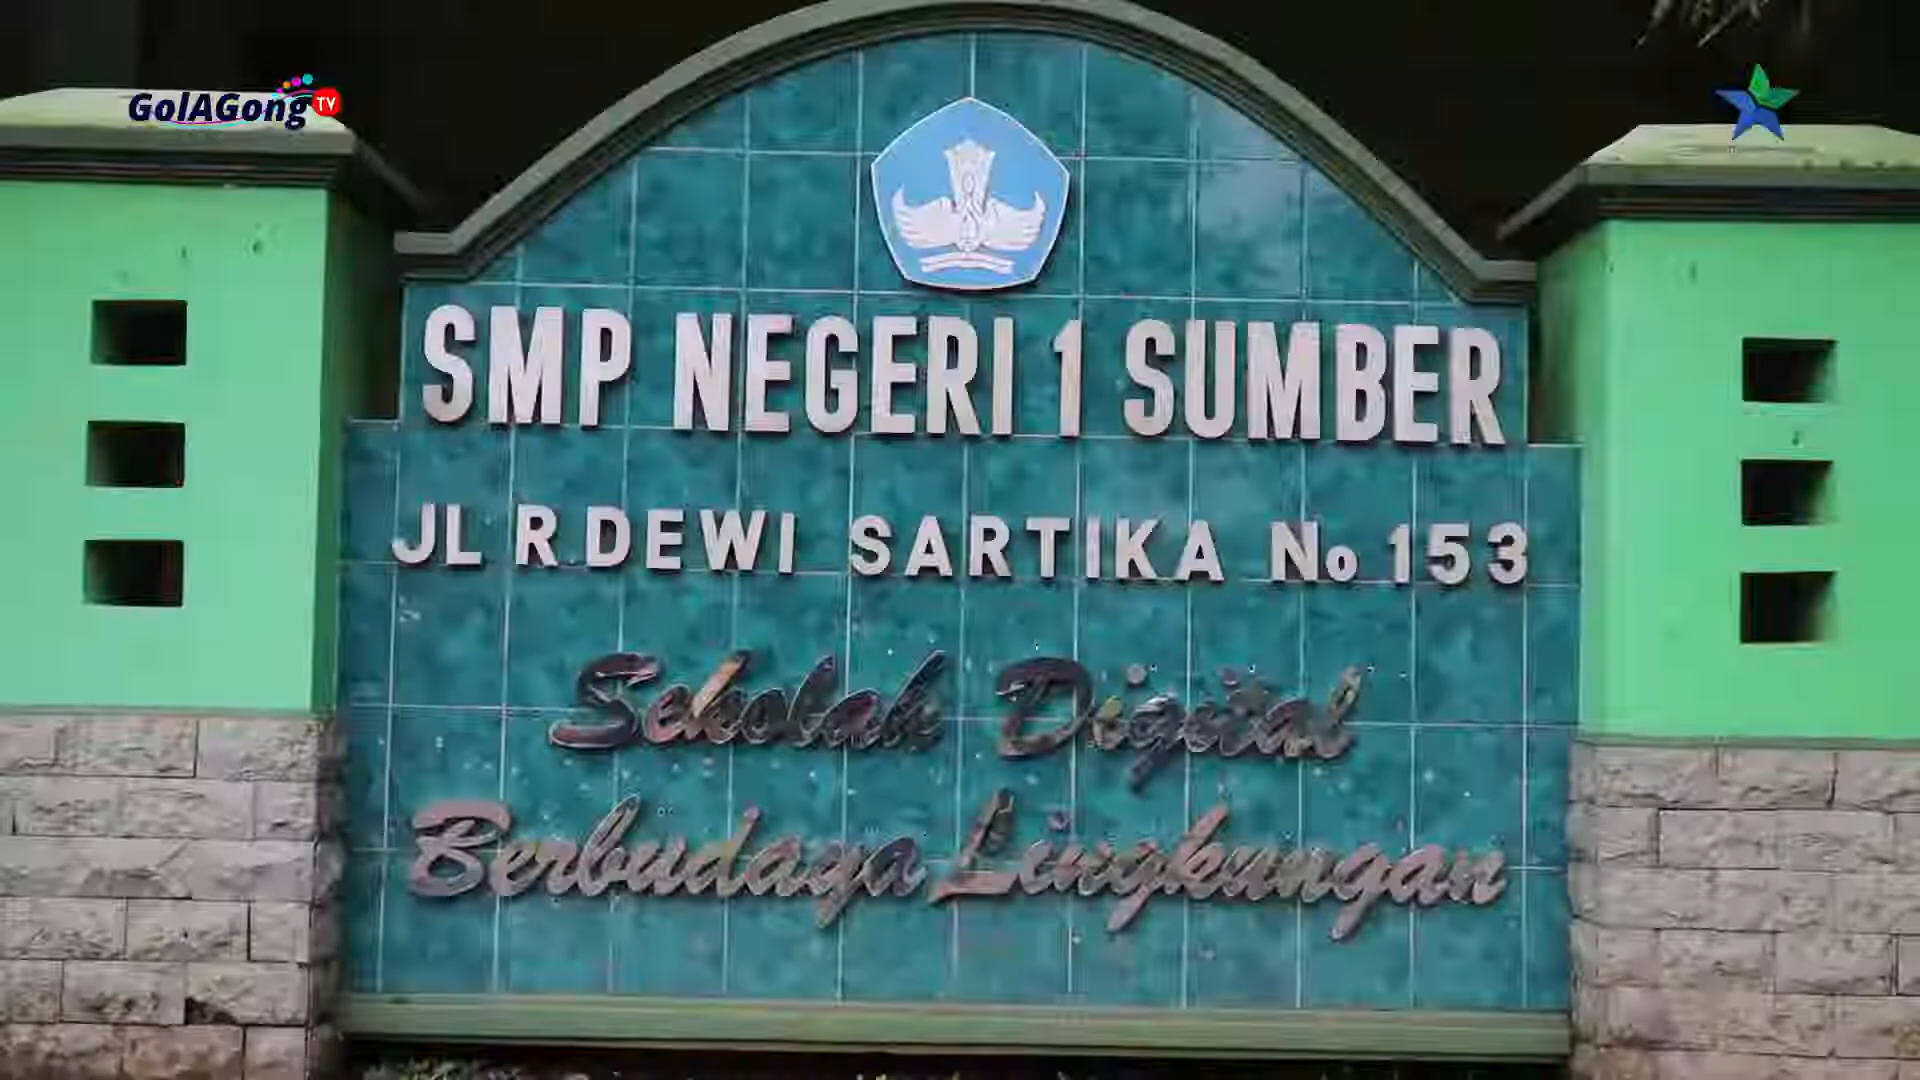 GolAGong TV
SMP NEGERI 1 SUMBER
JL R.DEWI SARTIKA No 153
Sekolah Digital
Berbudaya Lingkungan